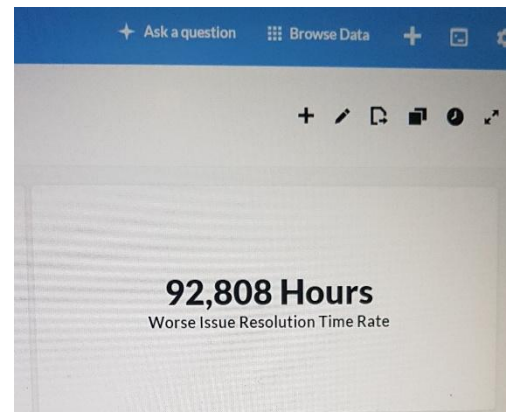 Ask a question Browse Data
92,808 Hours
Worse Issue Resolution Time Rate